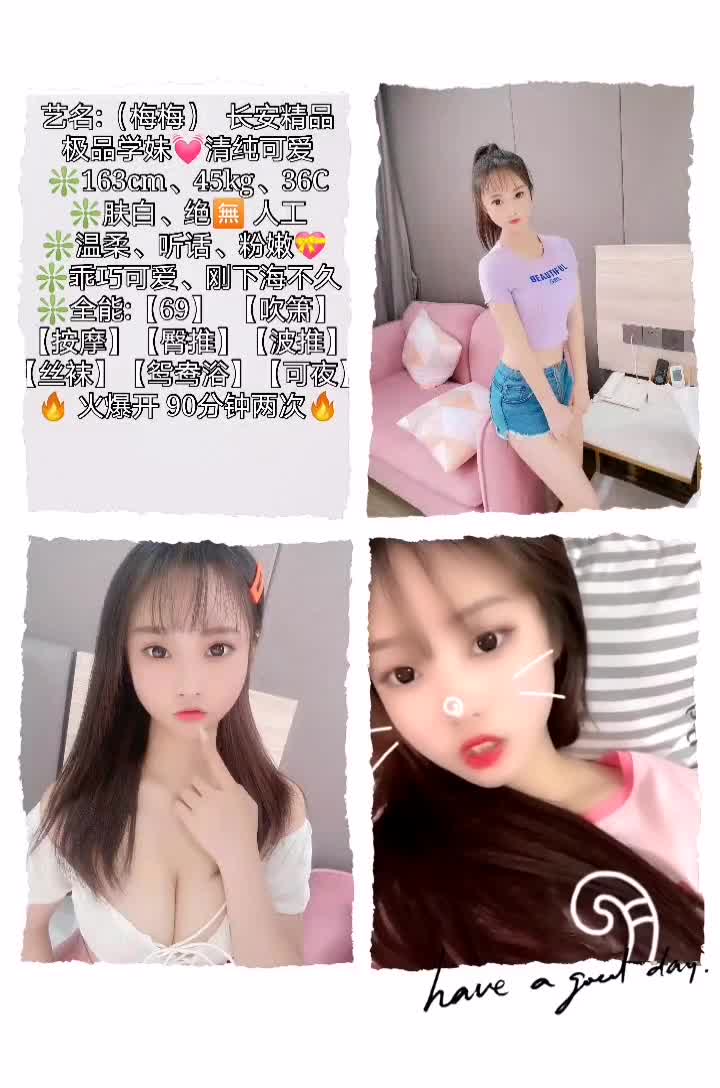 艺名:（梅梅） 长安精品
极品学妹💓清纯可爱
❇️163cm、45kg、36C
❇️肤白、绝🈚人工
❇️温柔、听话、粉嫩💝
❇️乖巧可爱、刚下海不久
❇️全能:【69】 【吹箫】
【按摩】【臀推】【波推】
【丝袜】【鸳鸯浴】【可夜】
🔥 火爆开 90分钟两次🔥
BEAUTIFUL
have a good day.